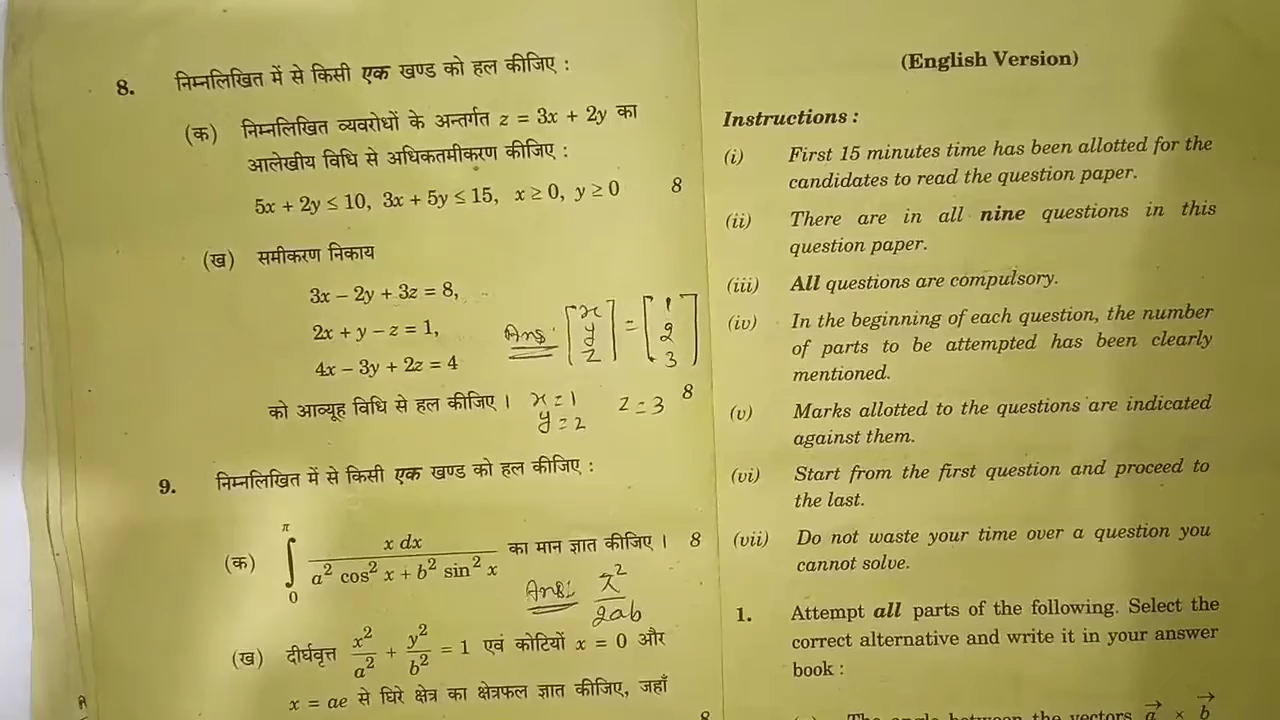 8. निम्नलिखित में से किसी एक खण्ड को हल कीजिए :
(क) निम्नलिखित व्यवरोधों के अन्तर्गत z = 3x + 2y का
आलेखीय विधि से अधिकतमीकरण कीजिए :
5x + 2y ≤ 10, 3x + 5y ≤ 15, x ≥ 0, y ≥ 0 8
(ख) समीकरण निकाय
3x – 2y + 3z = 8,
2x + y – z = 1,
4x – 3y + 2z = 4
Ans: [x y z] = [1 2 3]
को आव्यूह विधि से हल कीजिए । 8
x = 1 z = 3
y = 2
9. निम्नलिखित में से किसी एक खण्ड को हल कीजिए :
(क) ∫₀^π x dx / (a² cos² x + b² sin² x) का मान ज्ञात कीजिए । 8
Ans: π²/2ab
(ख) दीर्घवृत्त x²/a² + y²/b² = 1 एवं कोटियों x = 0 और
x = ae से घिरे क्षेत्र का क्षेत्रफल ज्ञात कीजिए, जहाँ
8
(English Version)
Instructions :
(i) First 15 minutes time has been allotted for the
candidates to read the question paper.
(ii) There are in all nine questions in this
question paper.
(iii) All questions are compulsory.
(iv) In the beginning of each question, the number
of parts to be attempted has been clearly
mentioned.
(v) Marks allotted to the questions are indicated
against them.
(vi) Start from the first question and proceed to
the last.
(vii) Do not waste your time over a question you
cannot solve.
1. Attempt all parts of the following. Select the
correct alternative and write it in your answer
book :
The angle between the vectors a⃗ × b⃗